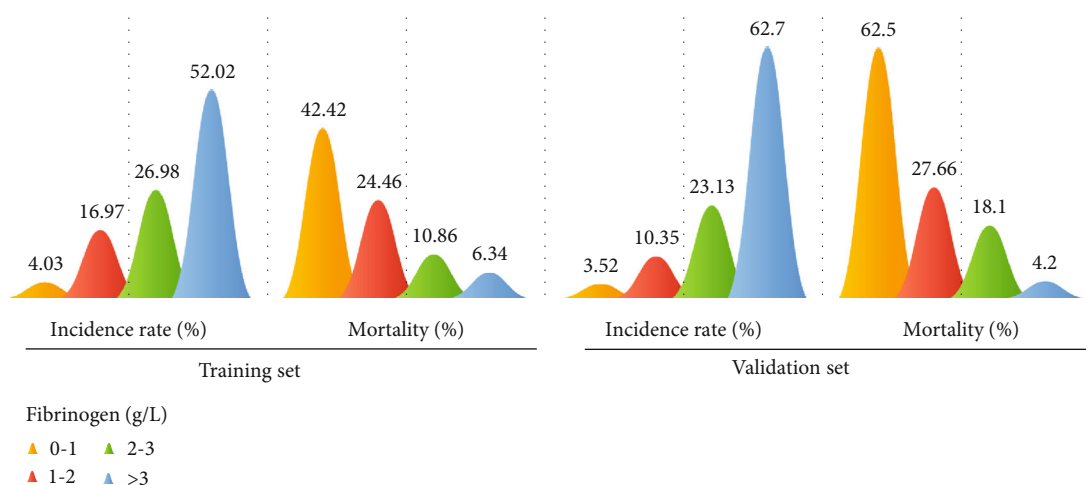 4.03
16.97
26.98
52.02
42.42
24.46
10.86
6.34
3.52
10.35
23.13
62.7
62.5
27.66
18.1
4.2
Incidence rate (%)
Mortality (%)
Incidence rate (%)
Mortality (%)
Training set
Validation set
Fibrinogen (g/L)
0-1
2-3
1-2
>3